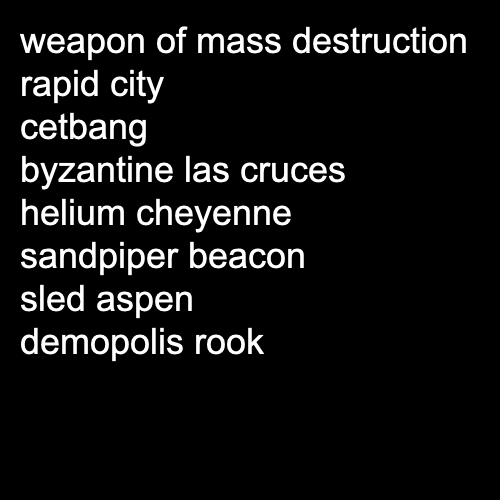 weapon of mass destruction
rapid city
cetbang
byzantine las cruces
helium cheyenne
sandpiper beacon
sled aspen
demopolis rook